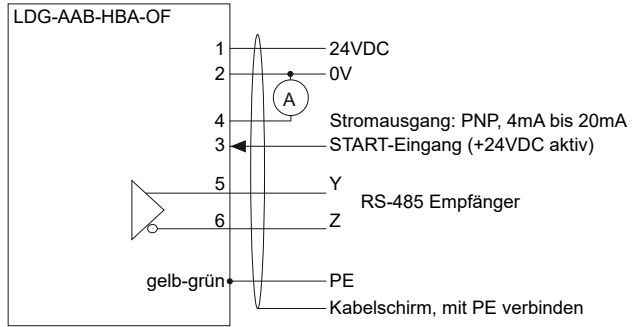 LDG-AAB-HBA-OF
1 24VDC
2 0V
A
4 Stromausgang: PNP, 4mA bis 20mA
3 START-Eingang (+24VDC aktiv)
5 Y
RS-485 Empfänger
6 Z
gelb-grün PE
Kabelschirm, mit PE verbinden